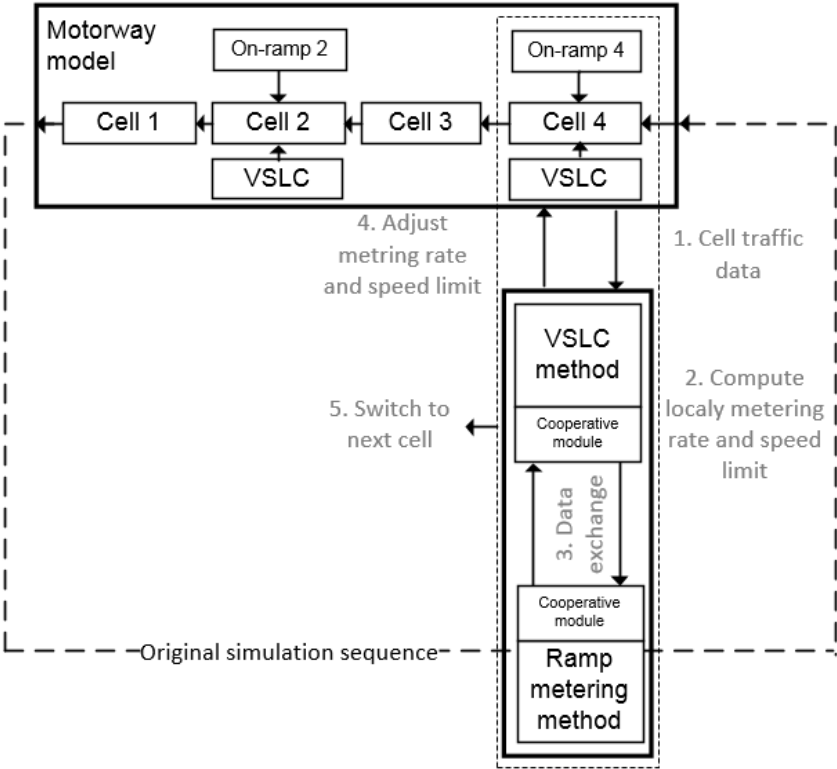 Motorway
model
On-ramp 2
On-ramp 4
Cell 1
Cell 2
Cell 3
Cell 4
VSLC
VSLC
4. Adjust
metring rate
and speed limit
1. Cell traffic
data
VSLC
method
Cooperative
module
2. Compute
localy metering
rate and speed
limit
5. Switch to
next cell
3. Data
exchange
Cooperative
module
Ramp
metering
method
Original simulation sequence